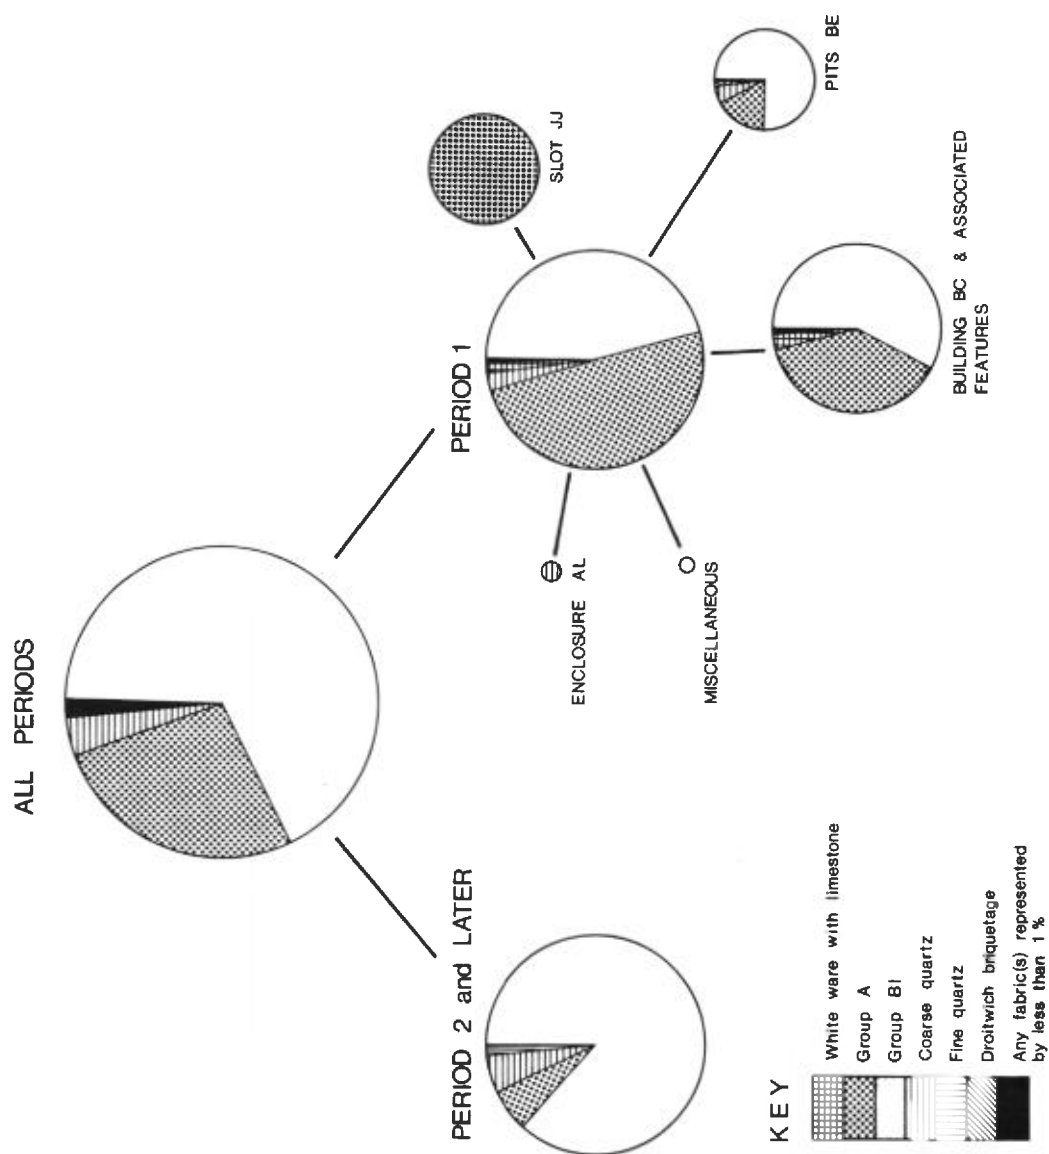 ALL PERIODS
PERIOD 2 and LATER
PERIOD 1
SLOT JJ
PITS BE
ENCLOSURE AL
MISCELLANEOUS
BUILDING BC & ASSOCIATED
FEATURES
KEY
White ware with limestone
Group A
Group BI
Coarse quartz
Fine quartz
Droitwich briquetage
Any fabric(s) represented
by less than 1%